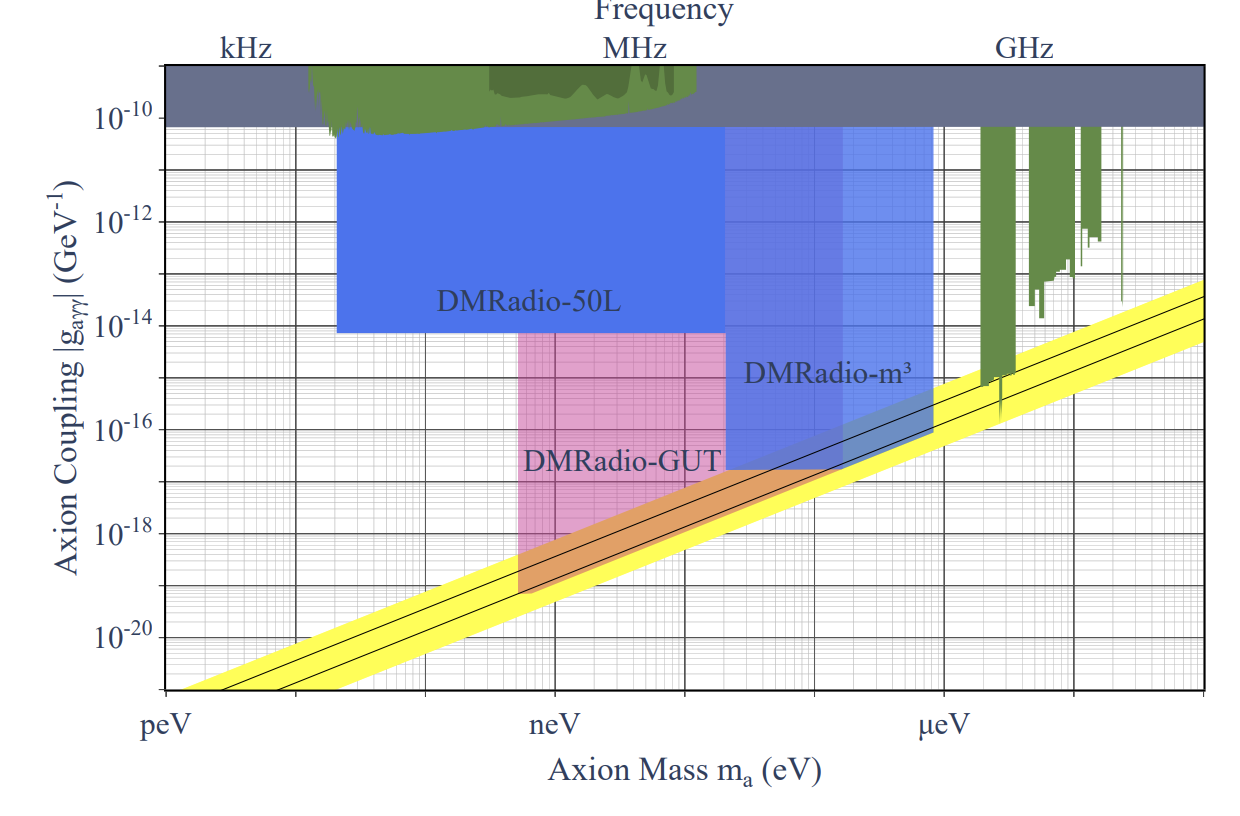 Frequency
kHz MHz GHz
Axion Coupling |gₐᵧᵧ| (GeV⁻¹)
10⁻¹⁰
10⁻¹²
10⁻¹⁴
10⁻¹⁶
10⁻¹⁸
10⁻²⁰
DMRadio-50L
DMRadio-m³
DMRadio-GUT
peV neV μeV
Axion Mass mₐ (eV)